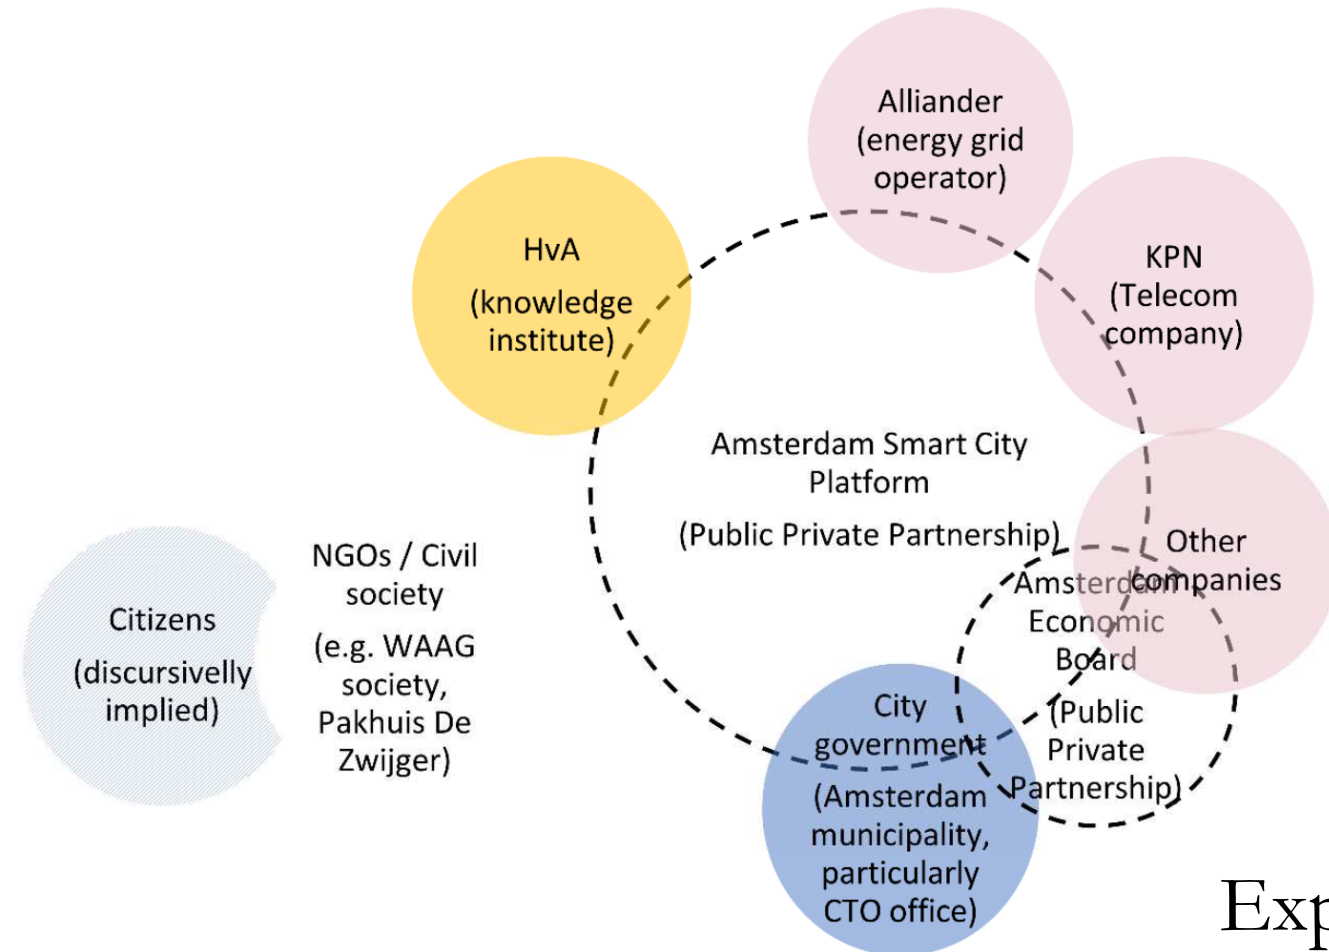 Alliander
(energy grid
operator)
HvA
(knowledge
institute)
KPN
(Telecom
company)
Amsterdam Smart City
Platform
(Public Private Partnership)
Other
companies
Amsterdam
Economic
Board
(Public
Private
Partnership)
NGOs / Civil
society
(e.g. WAAG
society,
Pakhuis De
Zwijger)
Citizens
(discursivelly
implied)
City
government
(Amsterdam
municipality,
particularly
CTO office)
Exp